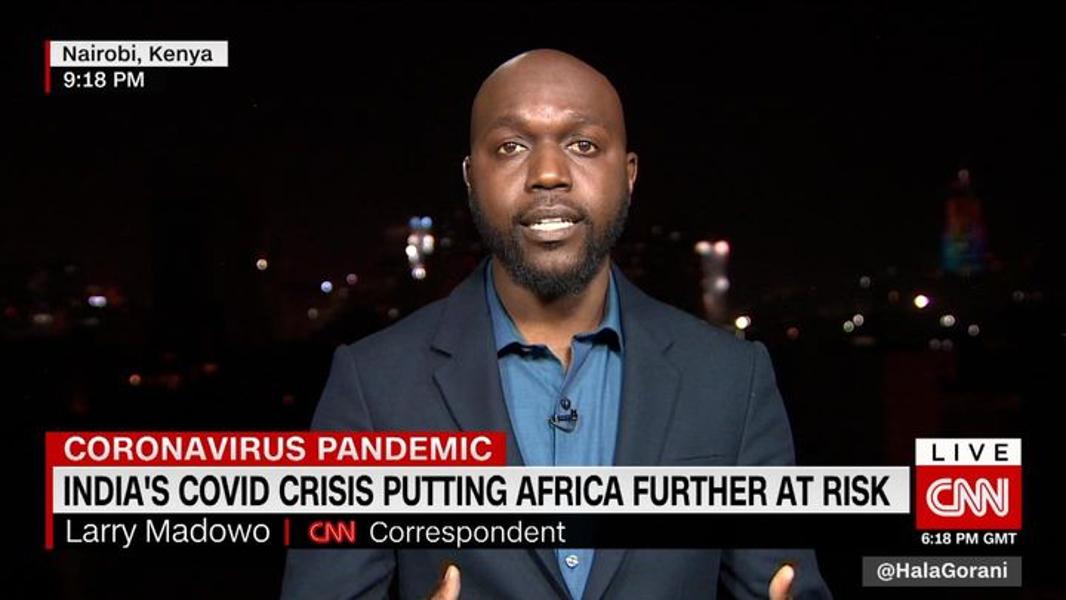 Nairobi, Kenya
9:18 PM
CORONAVIRUS PANDEMIC
INDIA'S COVID CRISIS PUTTING AFRICA FURTHER AT RISK
Larry Madowo | CNN Correspondent
LIVE
CNN
6:18 PM GMT
@HalaGorani